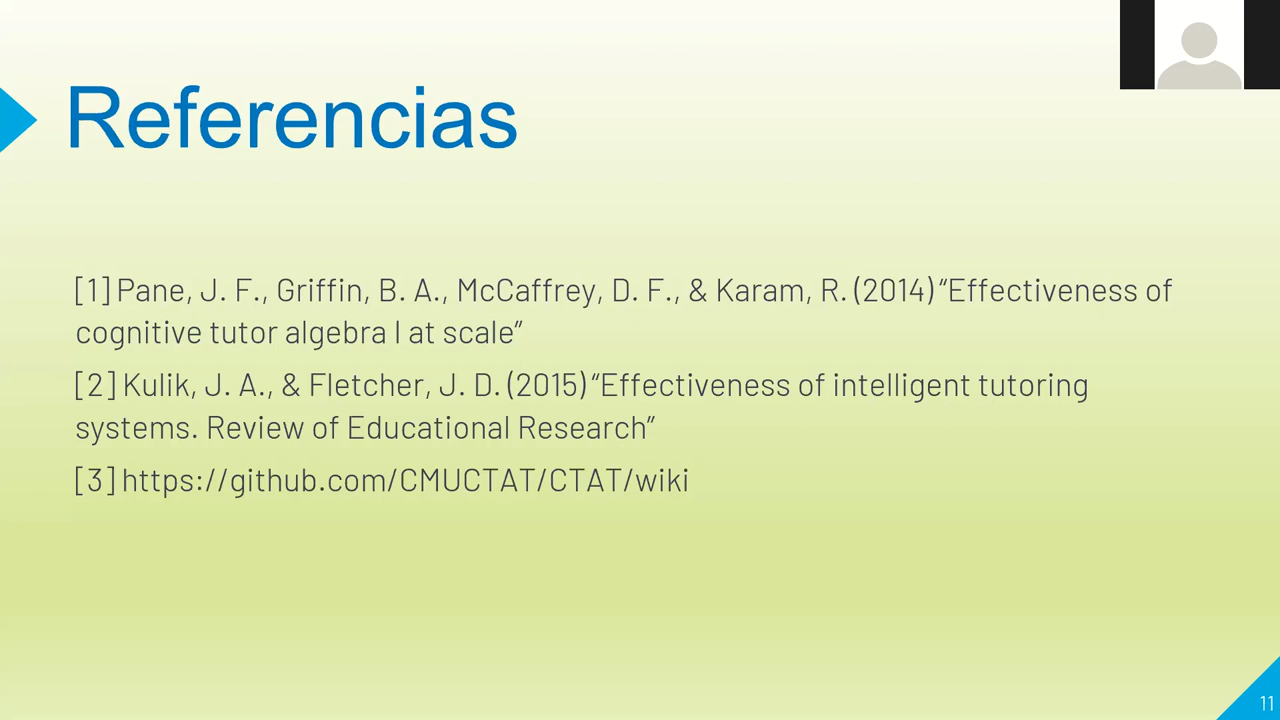 Referencias
[1] Pane, J. F., Griffin, B. A., McCaffrey, D. F., & Karam, R. (2014) “Effectiveness of
cognitive tutor algebra I at scale”
[2] Kulik, J. A., & Fletcher, J. D. (2015) “Effectiveness of intelligent tutoring
systems. Review of Educational Research”
[3] https://github.com/CMUCTAT/CTAT/wiki
11